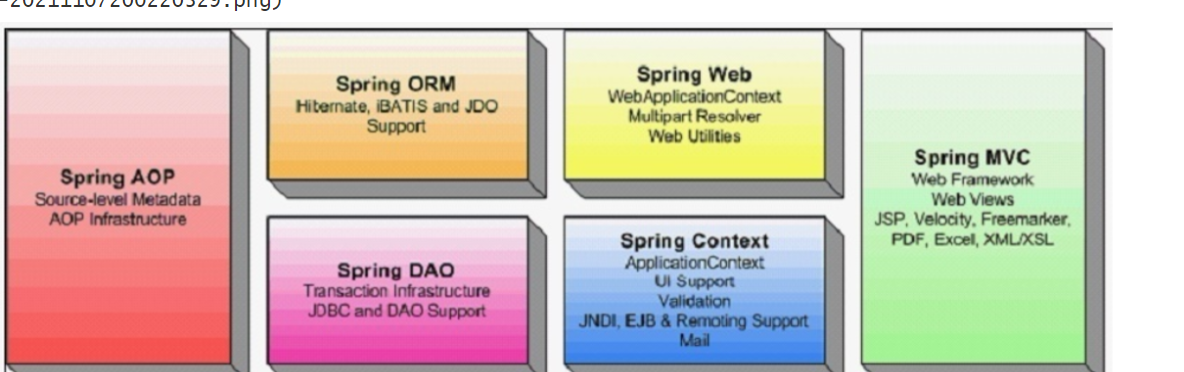 -20211107200220329.png)
Spring AOP
Source-level Metadata
AOP Infrastructure
Spring ORM
Hibernate, iBATIS and JDO
Support
Spring DAO
Transaction Infrastructure
JDBC and DAO Support
Spring Web
WebApplicationContext
Multipart Resolver
Web Utilities
Spring Context
ApplicationContext
UI Support
Validation
JNDI, EJB & Remoting Support
Mail
Spring MVC
Web Framework
Web Views
JSP, Velocity, Freemarker,
PDF, Excel, XML/XSL